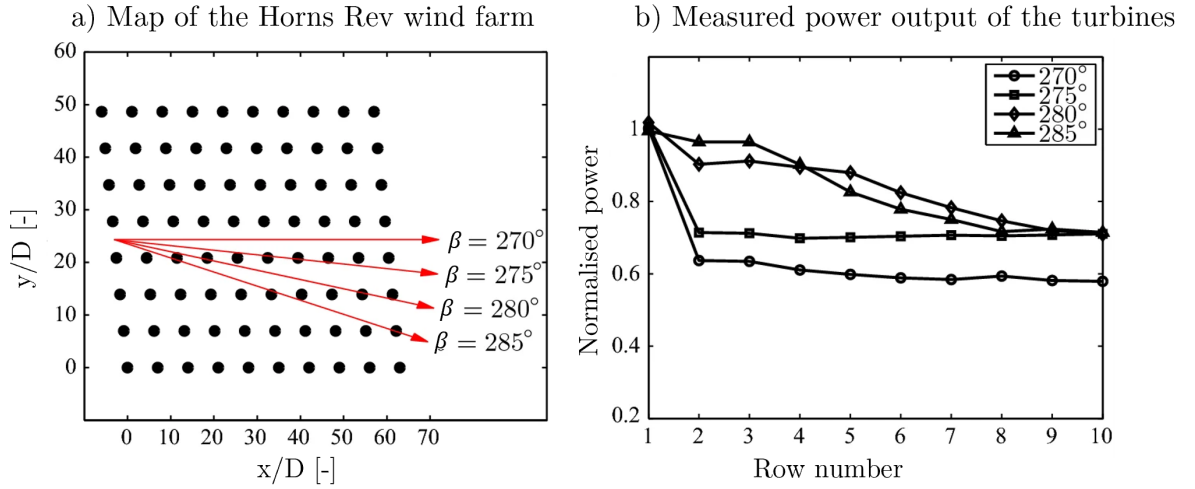 a) Map of the Horns Rev wind farm
60
50
40
30
20
10
0
y/D [-]
0 10 20 30 40 50 60 70
x/D [-]
β = 270°
β = 275°
β = 280°
β = 285°
b) Measured power output of the turbines
1
0.8
0.6
0.4
0.2
Normalised power
1 2 3 4 5 6 7 8 9 10
Row number
270°
275°
280°
285°